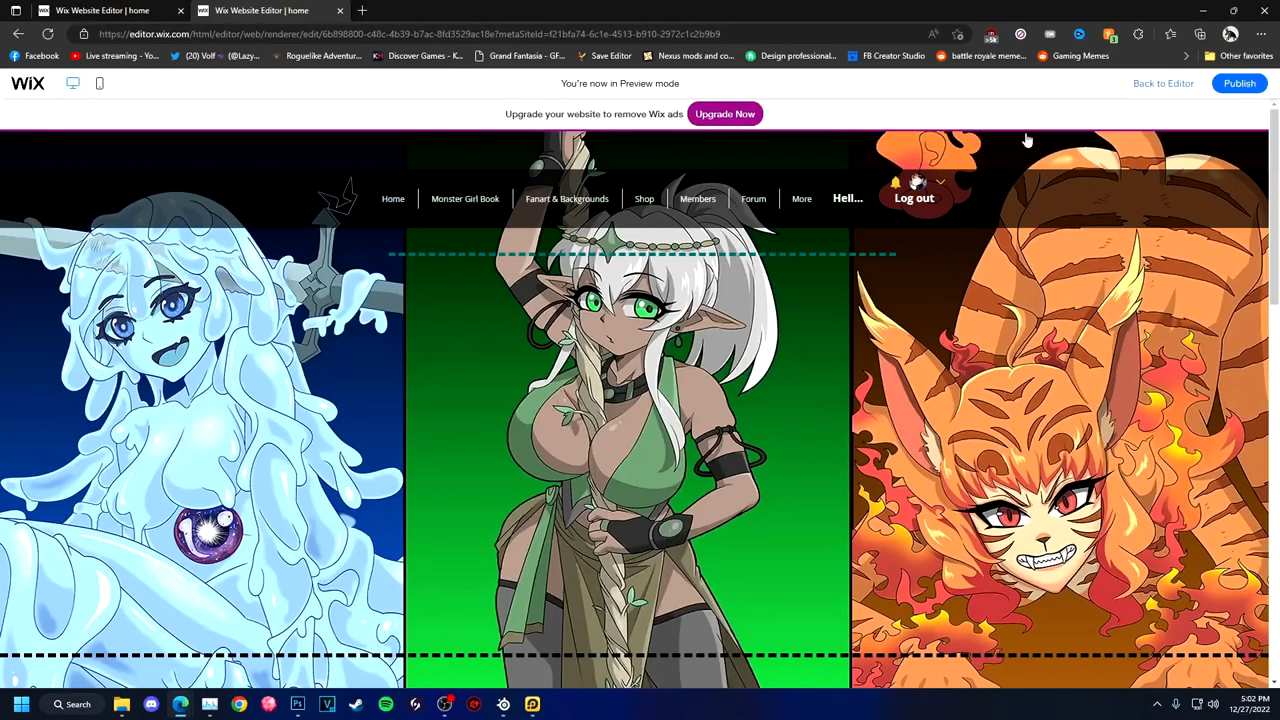 Wix Website Editor | home
Wix Website Editor | home
https://editor.wix.com/html/editor/web/renderer/edit/6b898800-c48c-4b39-b7ac-8fd3529ac18e?metaSiteId=f21bfa74-6c1e-4513-b910-2972c1c2b9b9
Facebook
Live streaming - Yo...
(20) Volf (@Lazy...
Roguelike Adventur...
Discover Games - K...
Grand Fantasia - GF...
Save Editor
Nexus mods and co...
Design professional...
FB Creator Studio
battle royale meme...
Gaming Memes
Other favorites
WIX
You're now in Preview mode
Back to Editor
Publish
Upgrade your website to remove Wix ads
Upgrade Now
Home
Monster Girl Book
Fanart & Backgrounds
Shop
Members
Forum
More
Hell...
Log out
Search
5:02 PM
12/27/2022